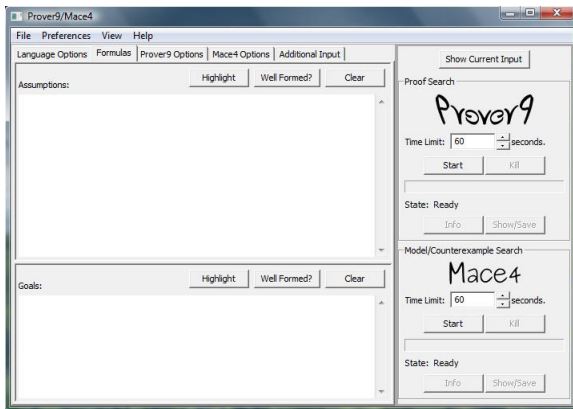 Prover9/Mace4
File Preferences View Help
Language Options Formulas Prover9 Options Mace4 Options Additional Input
Show Current Input
Assumptions:
Highlight Well Formed? Clear
Proof Search
Prover9
Time Limit: 60 seconds.
Start Kill
State: Ready
Info Show/Save
Goals:
Highlight Well Formed? Clear
Model/Counterexample Search
Mace4
Time Limit: 60 seconds.
Start Kill
State: Ready
Info Show/Save